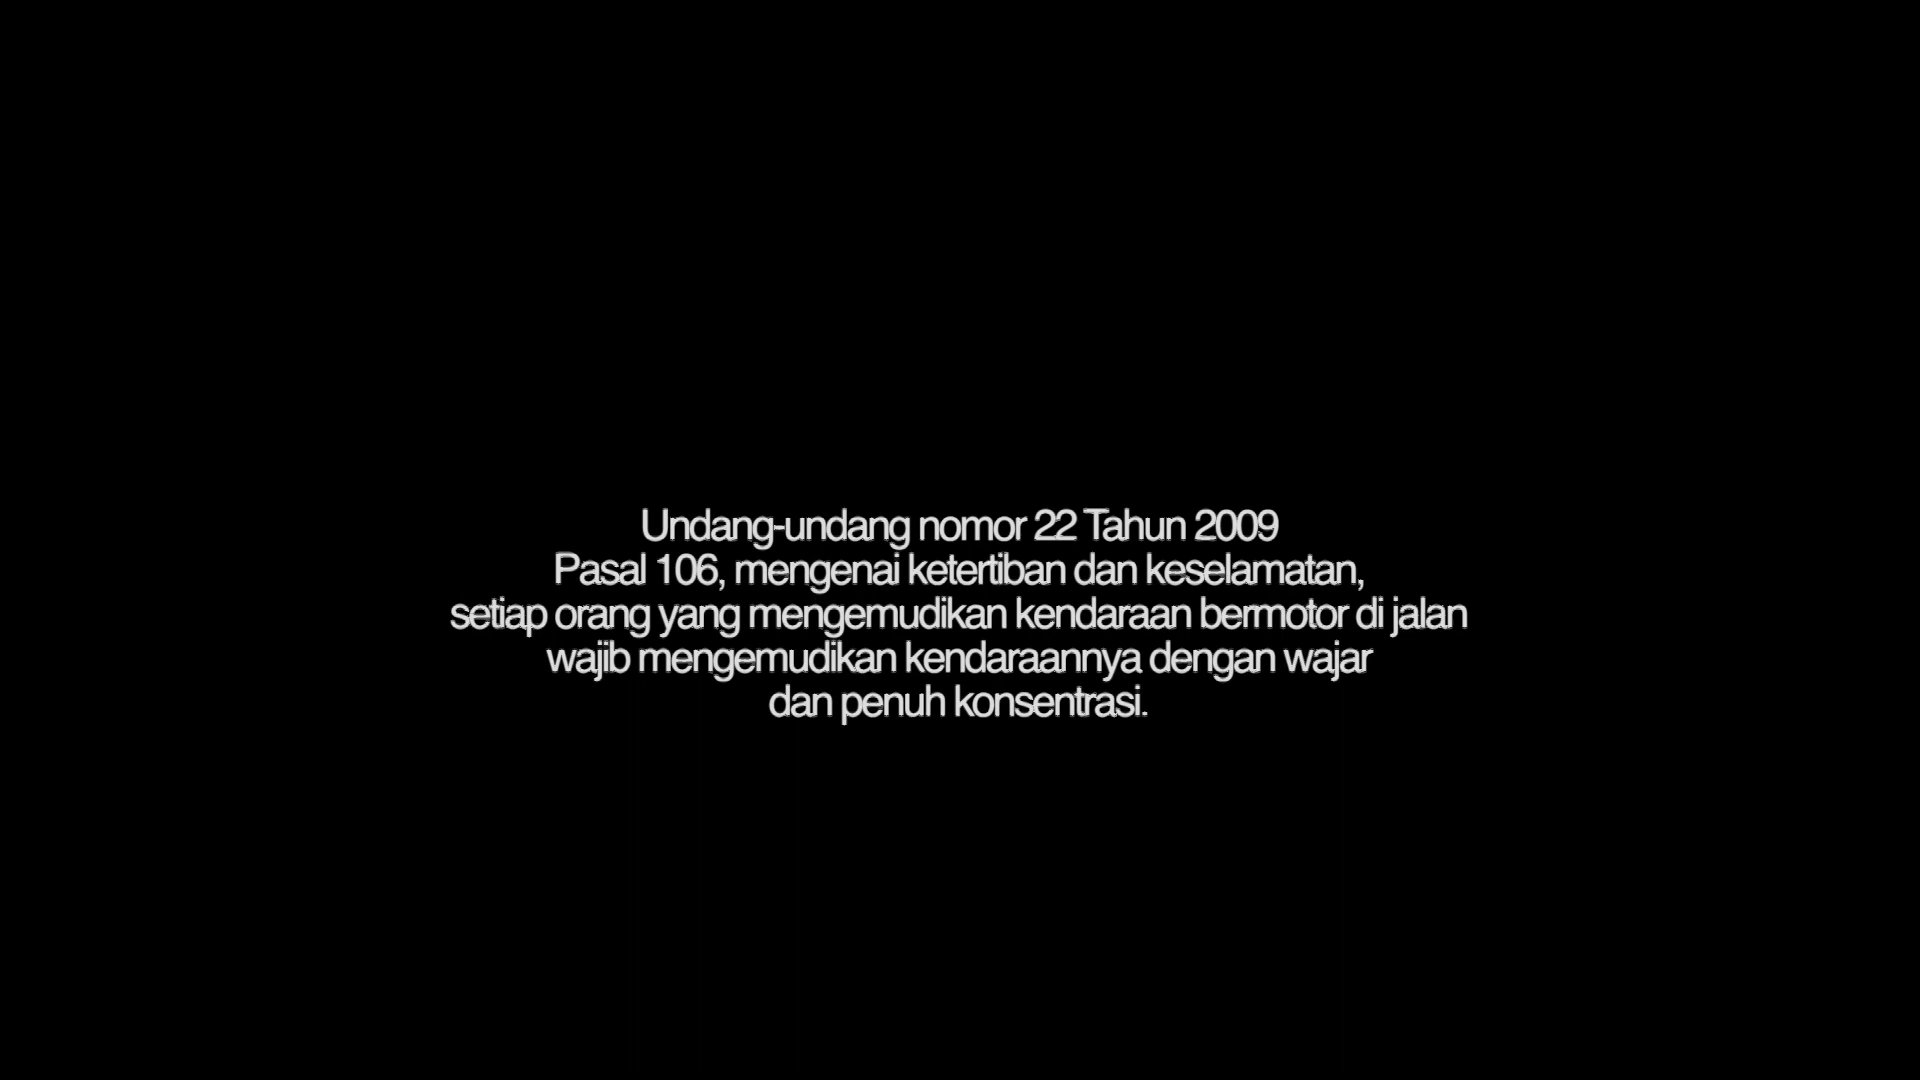 Undang-undang nomor 22 Tahun 2009
Pasal 106, mengenai ketertiban dan keselamatan,
setiap orang yang mengemudikan kendaraan bermotor di jalan
wajib mengemudikan kendaraannya dengan wajar
dan penuh konsentrasi.